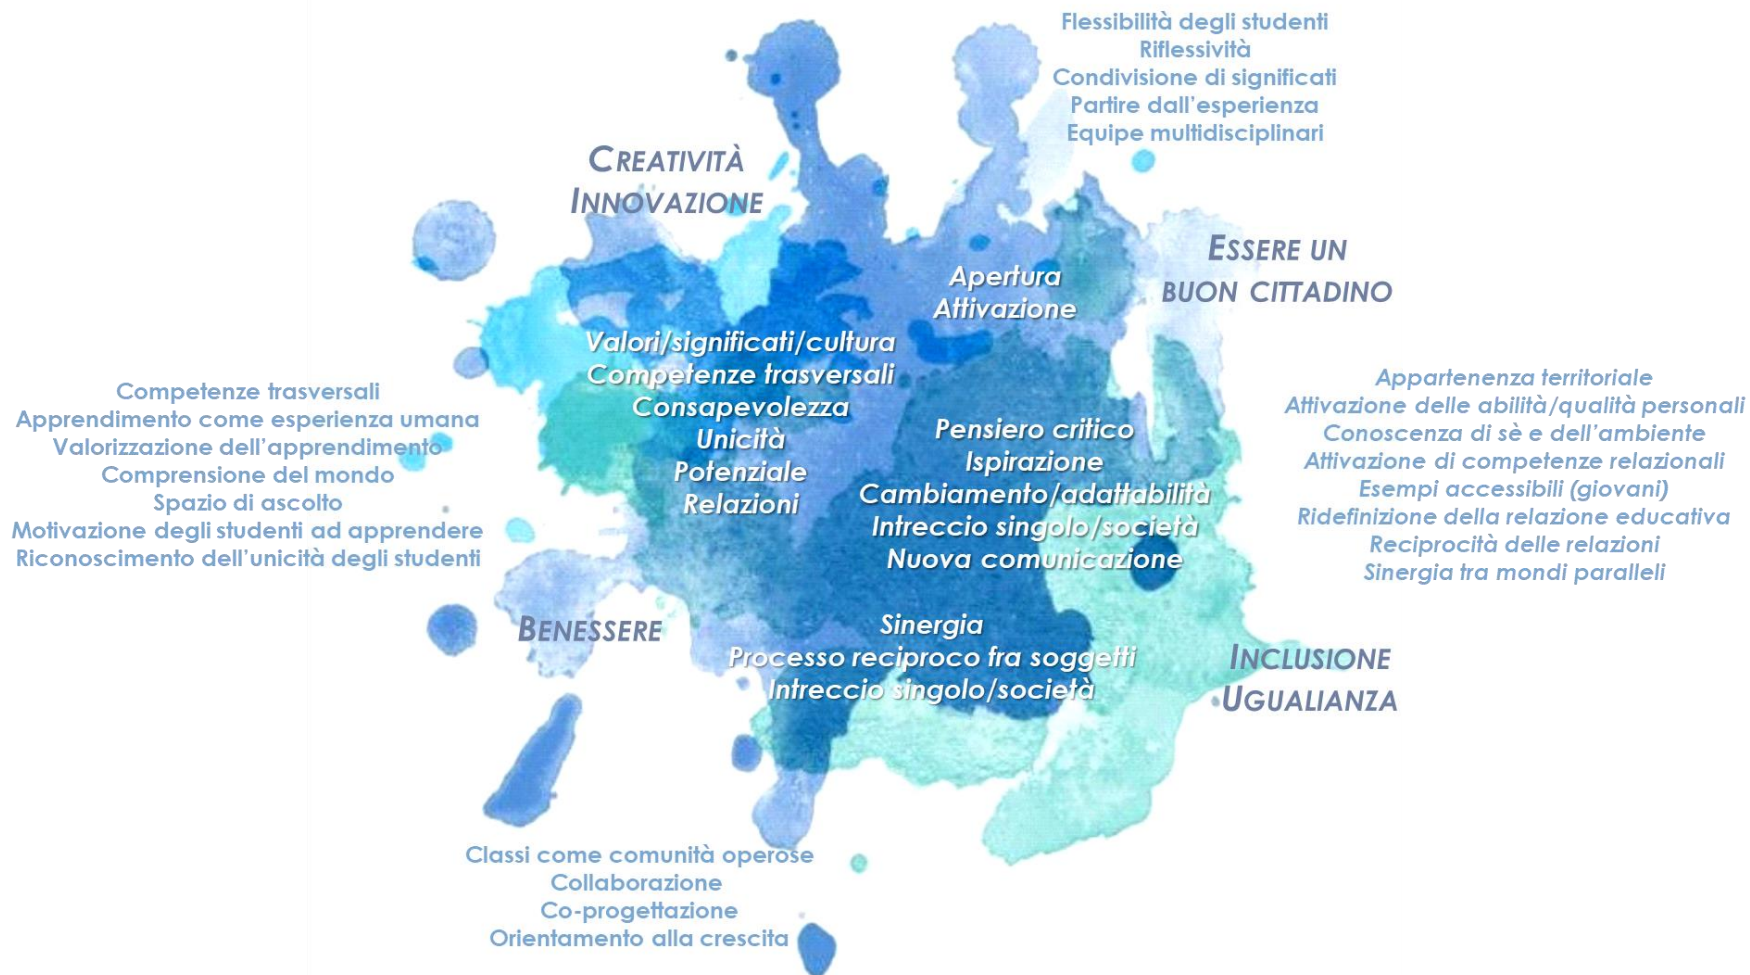 Flessibilità degli studenti
Riflessività
Condivisione di significati
Partire dall'esperienza
Equipe multidisciplinari
CREATIVITÀ
INNOVAZIONE
ESSERE UN
BUON CITTADINO
Apertura
Attivazione
Valori/significati/cultura
Competenze trasversali
Consapevolezza
Unicità
Potenziale
Relazioni
Competenze trasversali
Apprendimento come esperienza umana
Valorizzazione dell'apprendimento
Comprensione del mondo
Spazio di ascolto
Motivazione degli studenti ad apprendere
Riconoscimento dell'unicità degli studenti
Pensiero critico
Ispirazione
Cambiamento/adattabilità
Intreccio singolo/società
Nuova comunicazione
Appartenenza territoriale
Attivazione delle abilità/qualità personali
Conoscenza di sè e dell'ambiente
Attivazione di competenze relazionali
Esempi accessibili (giovani)
Ridefinizione della relazione educativa
Reciprocità delle relazioni
Sinergia tra mondi paralleli
BENESSERE
Sinergia
Processo reciproco fra soggetti
Intreccio singolo/società
INCLUSIONE
UGUALIANZA
Classi come comunità operose
Collaborazione
Co-progettazione
Orientamento alla crescita